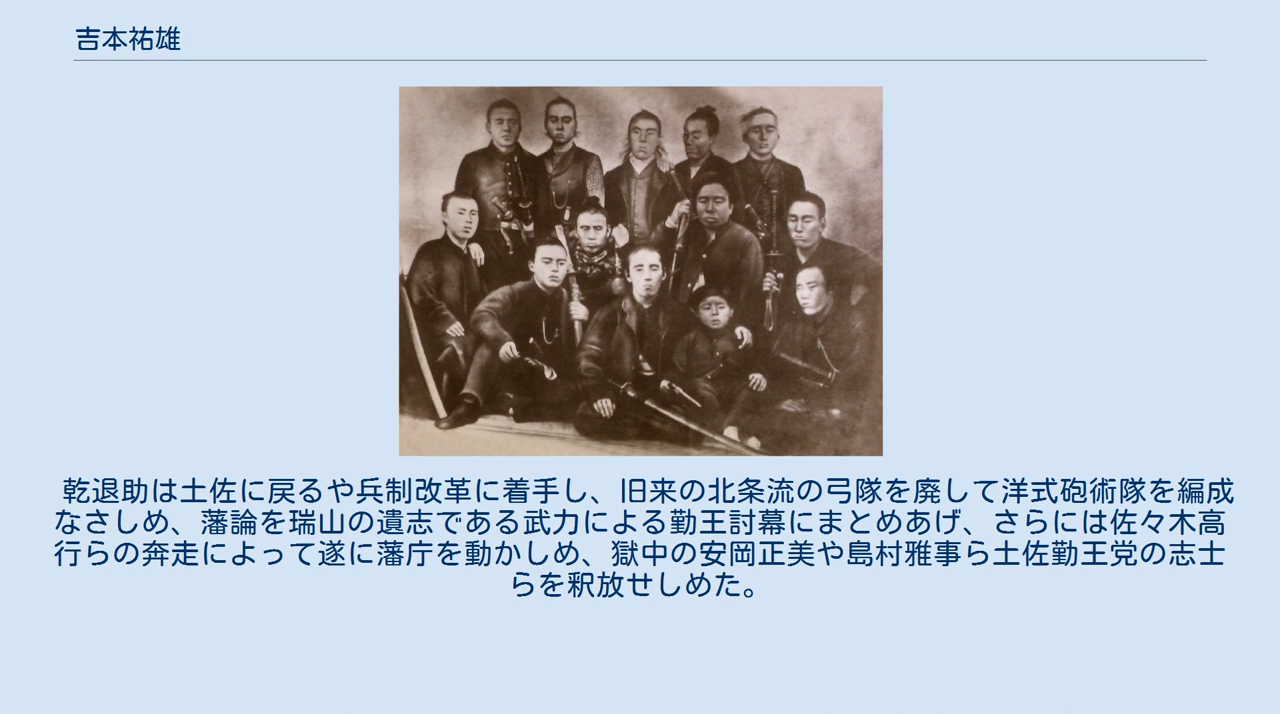 吉本祐雄
乾退助は土佐に戻るや兵制改革に着手し、旧来の北条流の弓隊を廃して洋式砲術隊を編成
なさしめ、藩論を瑞山の遺志である武力による勤王討幕にまとめあげ、さらには佐々木高
行らの奔走によって遂に藩庁を動かしめ、獄中の安岡正美や島村雅事ら土佐勤王党の志士
らを釈放せしめた。